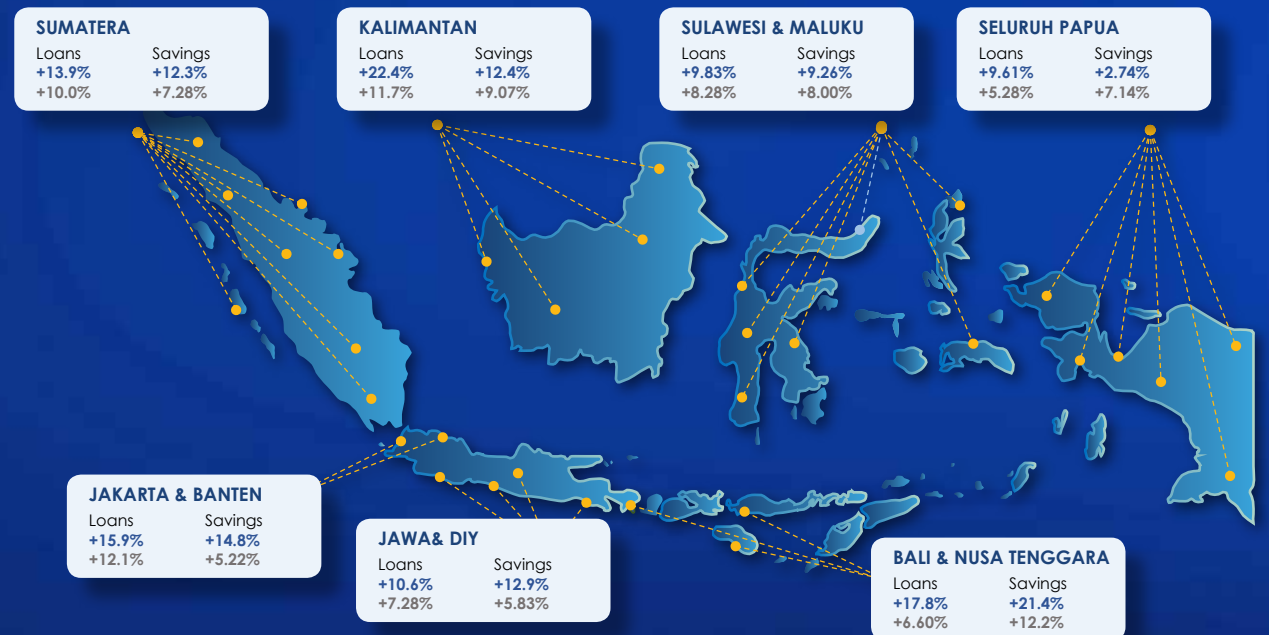 SUMATERA
Loans Savings
+13.9% +12.3%
+10.0% +7.28%
KALIMANTAN
Loans Savings
+22.4% +12.4%
+11.7% +9.07%
SULAWESI & MALUKU
Loans Savings
+9.83% +9.26%
+8.28% +8.00%
SELURUH PAPUA
Loans Savings
+9.61% +2.74%
+5.28% +7.14%
JAKARTA & BANTEN
Loans Savings
+15.9% +14.8%
+12.1% +5.22%
JAWA& DIY
Loans Savings
+10.6% +12.9%
+7.28% +5.83%
BALI & NUSA TENGGARA
Loans Savings
+17.8% +21.4%
+6.60% +12.2%